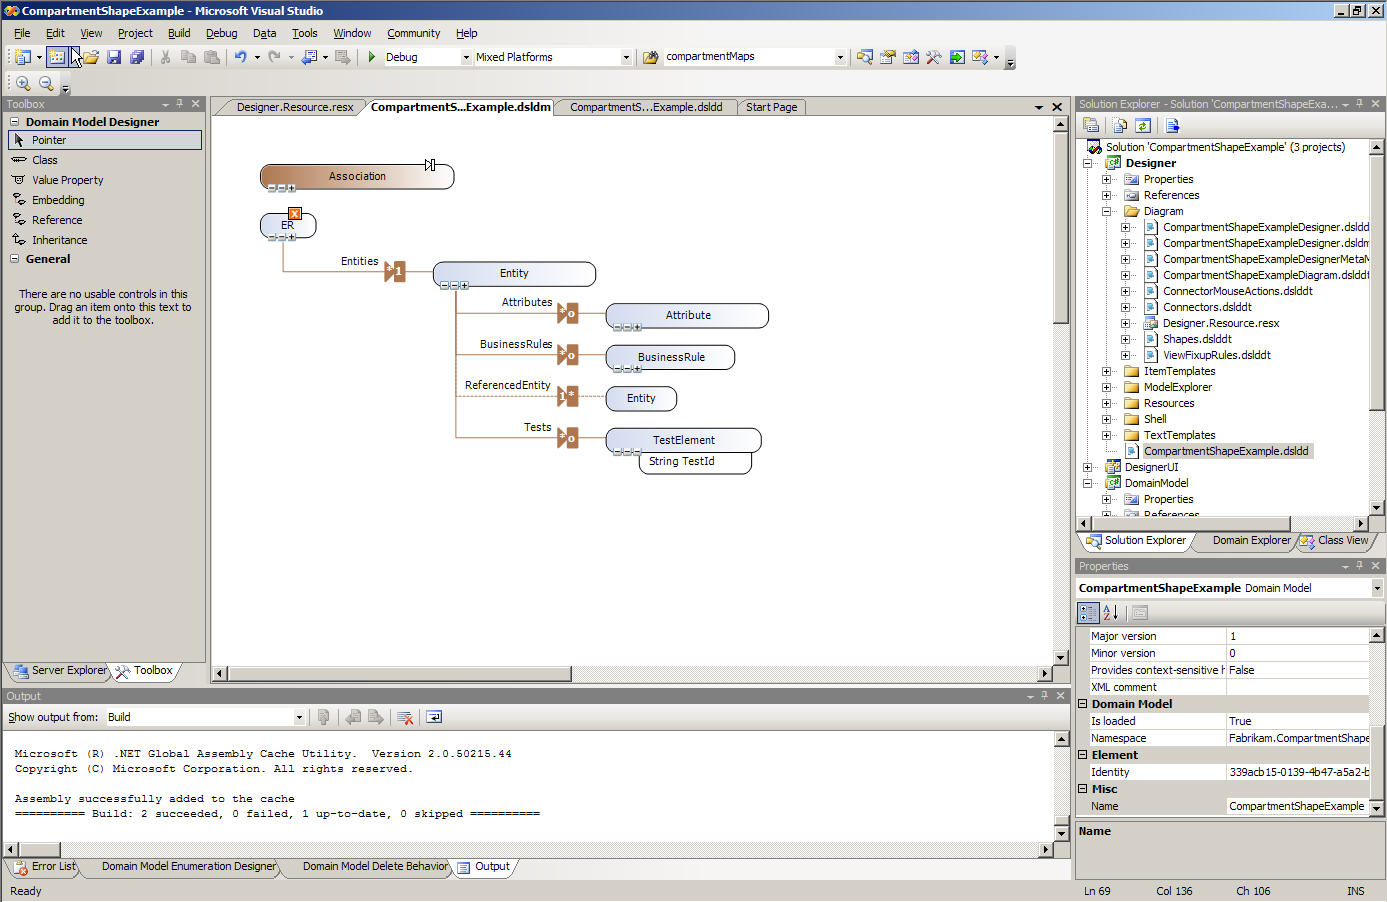 CompartmentShapeExample - Microsoft Visual Studio
File Edit View Project Build Debug Data Tools Window Community Help
Debug Mixed Platforms compartmentMaps
Toolbox
Domain Model Designer
Pointer
Class
Value Property
Embedding
Reference
Inheritance
General
There are no usable controls in this
group. Drag an item onto this text to
add it to the toolbox.
Server Explorer Toolbox
Designer.Resource.resx CompartmentS...Example.dsldm CompartmentS...Example.dsldd Start Page
Association
ER
Entities * 1 Entity
Attributes * 0 Attribute
BusinessRules * 0 BusinessRule
ReferencedEntity 1 * Entity
Tests * 0 TestElement
String TestId
Solution Explorer - Solution 'CompartmentShapeExa...
Solution 'CompartmentShapeExample' (3 projects)
Designer
Properties
References
Diagram
CompartmentShapeExampleDesigner.dsldd
CompartmentShapeExampleDesigner.dsldm
CompartmentShapeExampleDesignerMetaM
CompartmentShapeExampleDiagram.dslddt
ConnectorMouseActions.dslddt
Connectors.dslddt
Designer.Resource.resx
Shapes.dslddt
ViewFixupRules.dslddt
ItemTemplates
ModelExplorer
Resources
Shell
TextTemplates
CompartmentShapeExample.dsldd
DesignerUI
DomainModel
Properties
References
Solution Explorer Domain Explorer Class View
Properties
CompartmentShapeExample Domain Model
Major version 1
Minor version 0
Provides context-sensitive h False
XML comment
Domain Model
Is loaded True
Namespace Fabrikam.CompartmentShape
Element
Identity 339acb15-0139-4b47-a5a2-b
Misc
Name CompartmentShapeExample
Name
Output
Show output from: Build
Microsoft (R) .NET Global Assembly Cache Utility. Version 2.0.50215.44
Copyright (C) Microsoft Corporation. All rights reserved.
Assembly successfully added to the cache
========== Build: 2 succeeded, 0 failed, 1 up-to-date, 0 skipped ==========
Error List Domain Model Enumeration Designer Domain Model Delete Behavior Output
Ready Ln 69 Col 136 Ch 106 INS